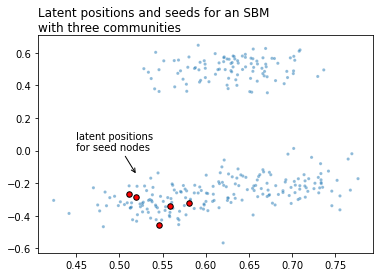 Latent positions and seeds for an SBM
with three communities
0.6
0.4
0.2
0.0
latent positions
for seed nodes
−0.2
−0.4
−0.6
0.45 0.50 0.55 0.60 0.65 0.70 0.75